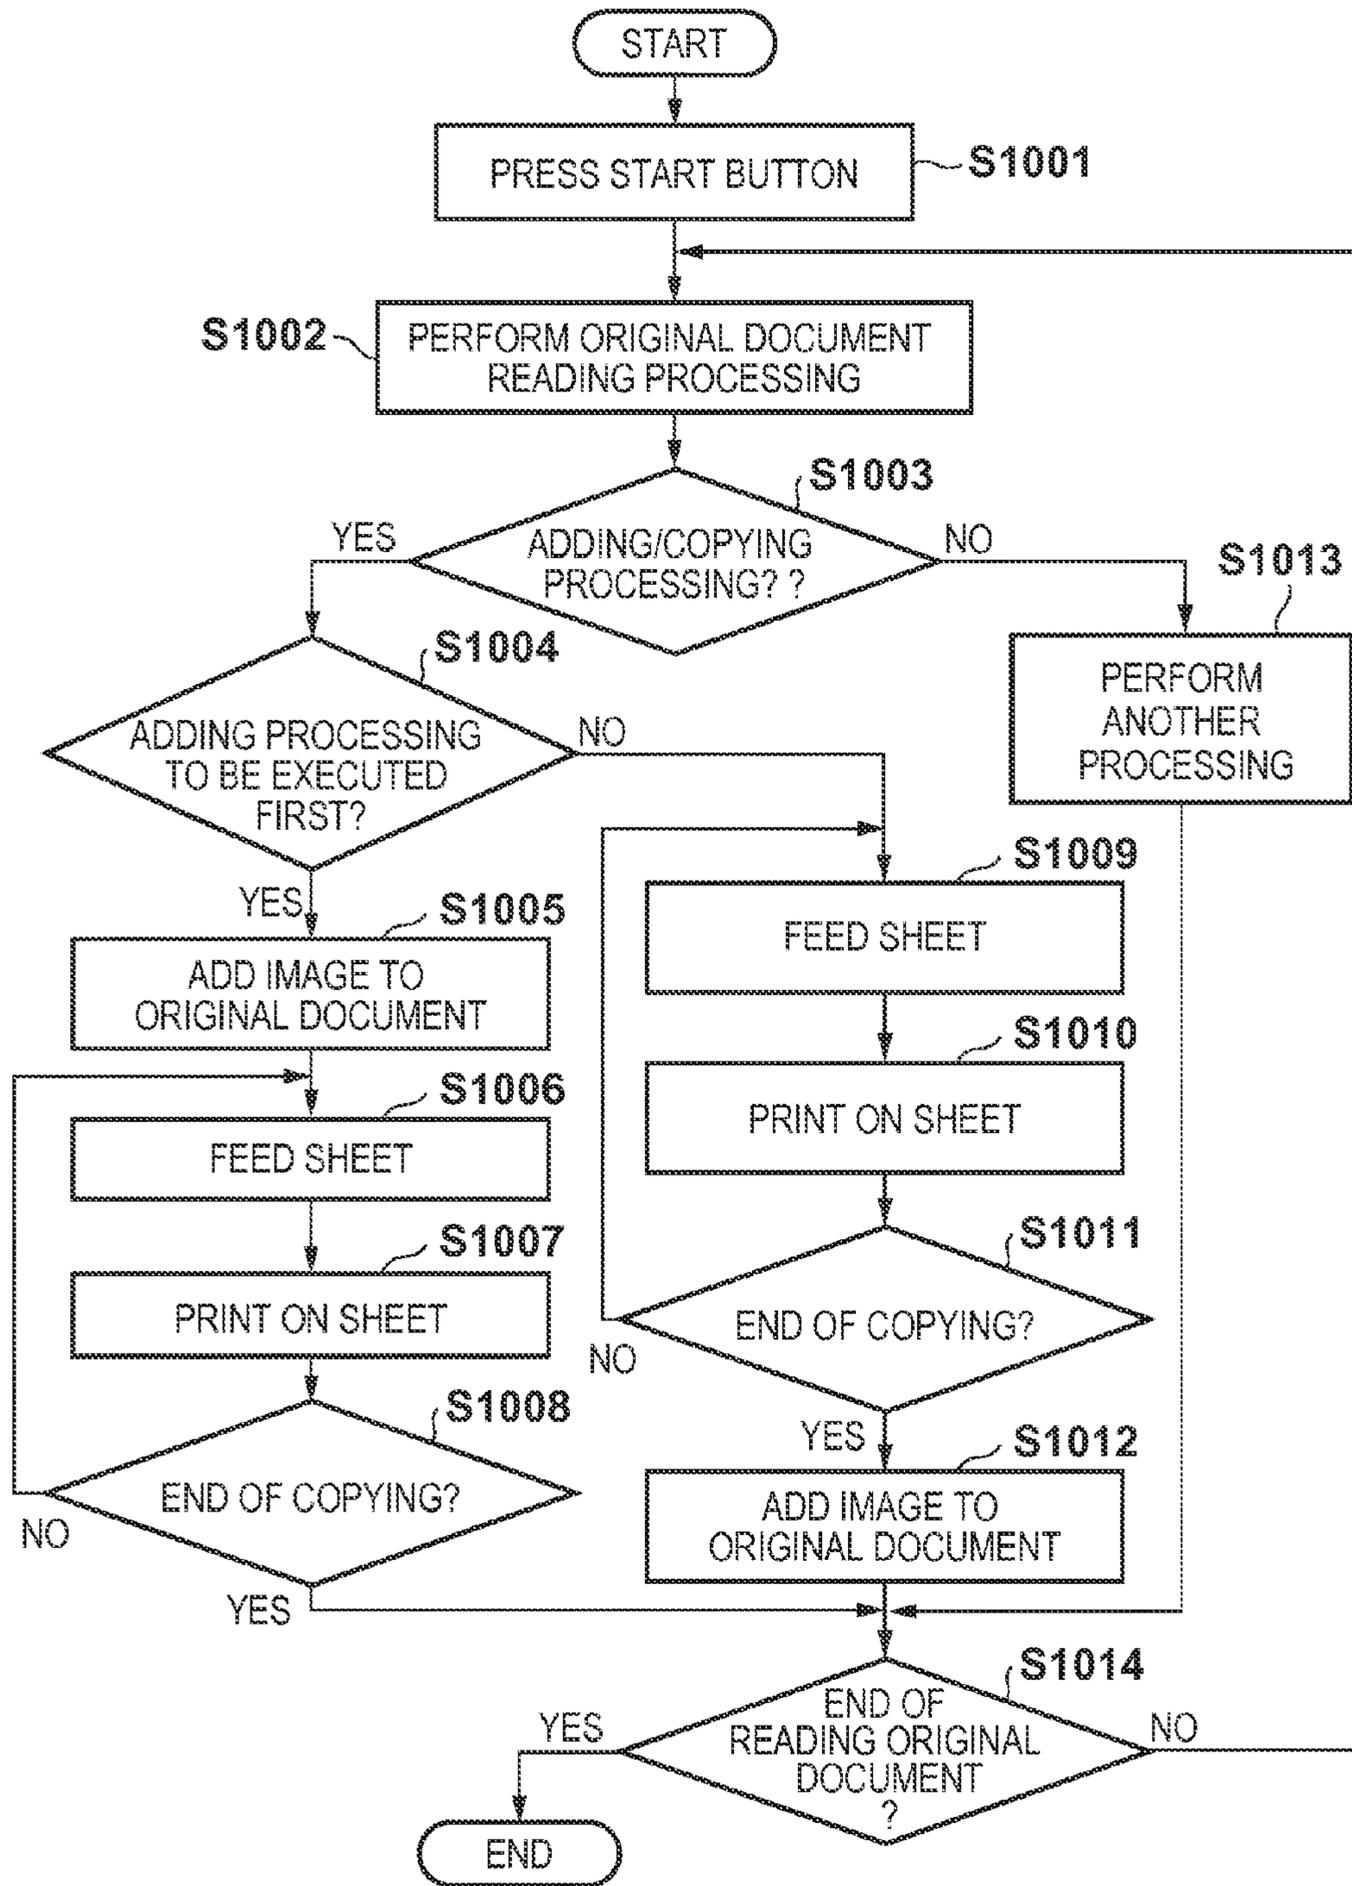 START
PRESS START BUTTON
S1001
S1002
PERFORM ORIGINAL DOCUMENT
READING PROCESSING
S1003
YES
ADDING/COPYING
PROCESSING? ?
NO
S1013
PERFORM
ANOTHER
PROCESSING
S1004
ADDING PROCESSING
TO BE EXECUTED
FIRST?
NO
YES
S1005
ADD IMAGE TO
ORIGINAL DOCUMENT
S1006
FEED SHEET
S1007
PRINT ON SHEET
S1008
END OF COPYING?
NO
YES
S1009
FEED SHEET
S1010
PRINT ON SHEET
S1011
END OF COPYING?
NO
YES
S1012
ADD IMAGE TO
ORIGINAL DOCUMENT
S1014
YES
END OF
READING ORIGINAL
DOCUMENT
?
NO
END